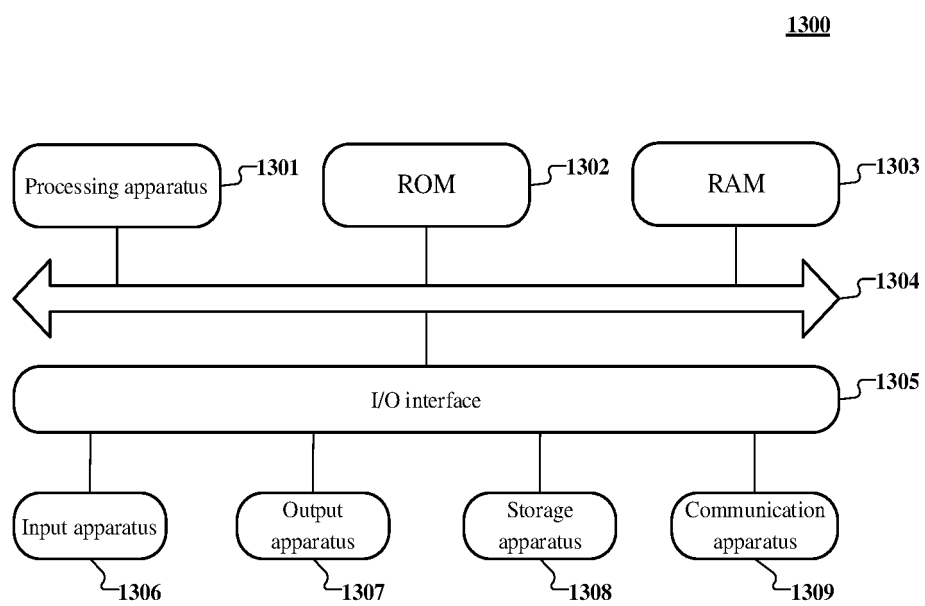 1300
1301
1302
1303
Processing apparatus
ROM
RAM
1304
1305
I/O interface
Input apparatus
Output
apparatus
Storage
apparatus
Communication
apparatus
1306
1307
1308
1309